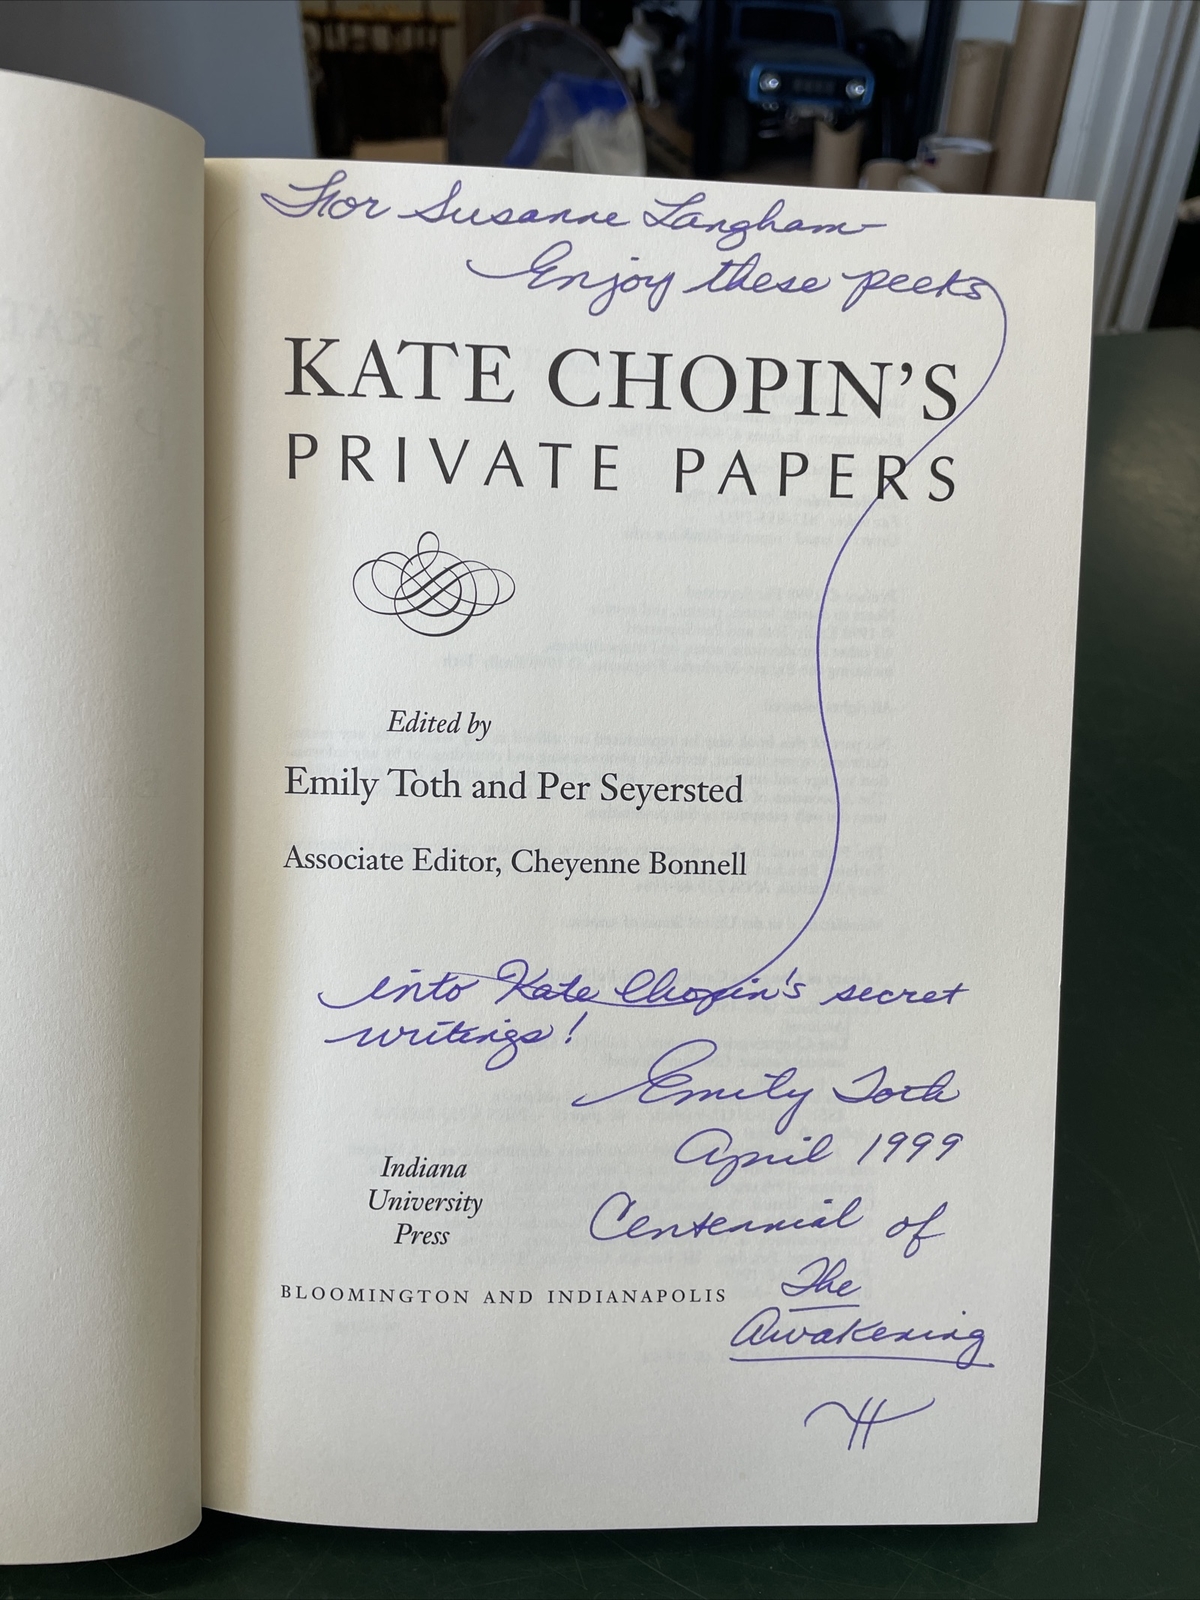 For Susanne Langham
Enjoy these peeks
KATE CHOPIN'S
PRIVATE PAPERS
Edited by
Emily Toth and Per Seyersted
Associate Editor, Cheyenne Bonnell
into Kate Chopin's secret
writings!
Emily Toth
April 1999
Centennial of
The
Awakening
Indiana
University
Press
BLOOMINGTON AND INDIANAPOLIS